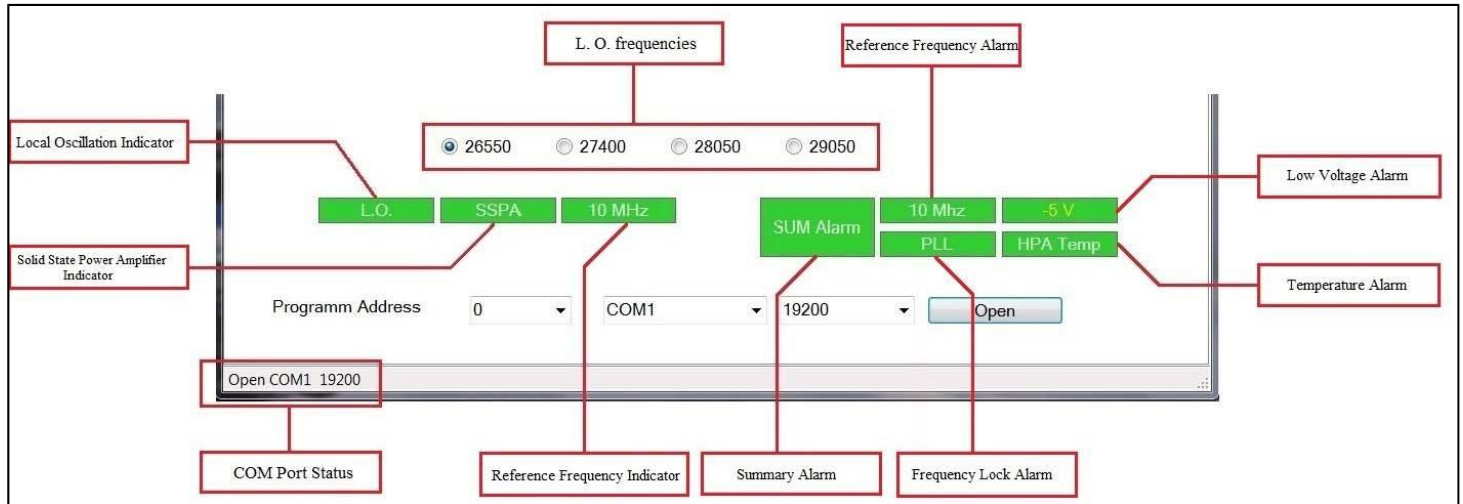 L. O. frequencies
Reference Frequency Alarm
Local Oscillation Indicator
26550 27400 28050 29050
Low Voltage Alarm
L.O. SSPA 10 MHz SUM Alarm 10 Mhz -5 V
PLL HPA Temp
Solid State Power Amplifier
Indicator
Temperature Alarm
Programm Address 0 COM1 19200 Open
Open COM1 19200
COM Port Status
Reference Frequency Indicator
Summary Alarm
Frequency Lock Alarm